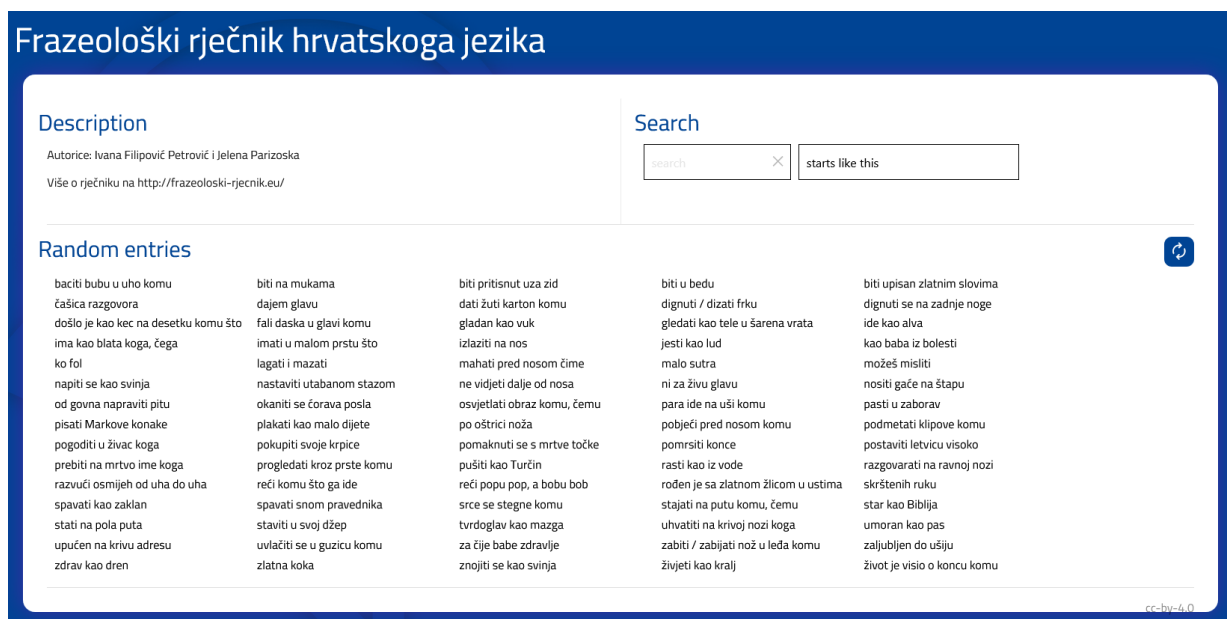 Frazeološki rječnik hrvatskoga jezika
Description
Autorice: Ivana Filipović Petrović i Jelena Parizoska
Više o rječniku na http://frazeoloski-rjecnik.eu/
Search
search
starts like this
Random entries
baciti bubu u uho komu biti na mukama biti pritisnut uza zid biti u bedu biti upisan zlatnim slovima
čašica razgovora dajem glavu dati žuti karton komu dignuti / dizati frku dignuti se na zadnje noge
došlo je kao kec na desetku komu što fali daska u glavi komu gladan kao vuk gledati kao tele u šarena vrata ide kao alva
ima kao blata koga, čega imati u malom prstu što izlaziti na nos jesti kao lud kao baba iz bolesti
ko fol lagati i mazati mahati pred nosom čime malo sutra možeš misliti
napiti se kao svinja nastaviti utabanom stazom ne vidjeti dalje od nosa ni za živu glavu nositi gaće na štapu
od govna napraviti pitu okaniti se ćorava posla osvjetlati obraz komu, čemu para ide na uši komu pasti u zaborav
pisati Markove konake plakati kao malo dijete po oštrici noža pobjeći pred nosom komu podmetati klipove komu
pogoditi u živac koga pokupiti svoje krpice pomaknuti se s mrtve točke pomrsiti konce postaviti letvicu visoko
prebiti na mrtvo ime koga progledati kroz prste komu pušiti kao Turčin rasti kao iz vode razgovarati na ravnoj nozi
razvući osmijeh od uha do uha reći komu što ga ide reći popu pop, a bobu bob rođen je sa zlatnom žlicom u ustima skrštenih ruku
spavati kao zaklan spavati snom pravednika srce se stegne komu stajati na putu komu, čemu star kao Biblija
stati na pola puta staviti u svoj džep tvrdoglav kao mazga uhvatiti na krivoj nozi koga umoran kao pas
upućen na krivu adresu uvlačiti se u guzicu komu za čije babe zdravlje zabiti / zabijati nož u leđa komu zaljubljen do ušiju
zdrav kao dren zlatna koka znojiti se kao svinja živjeti kao kralj život je visio o koncu komu
cc-by-4.0